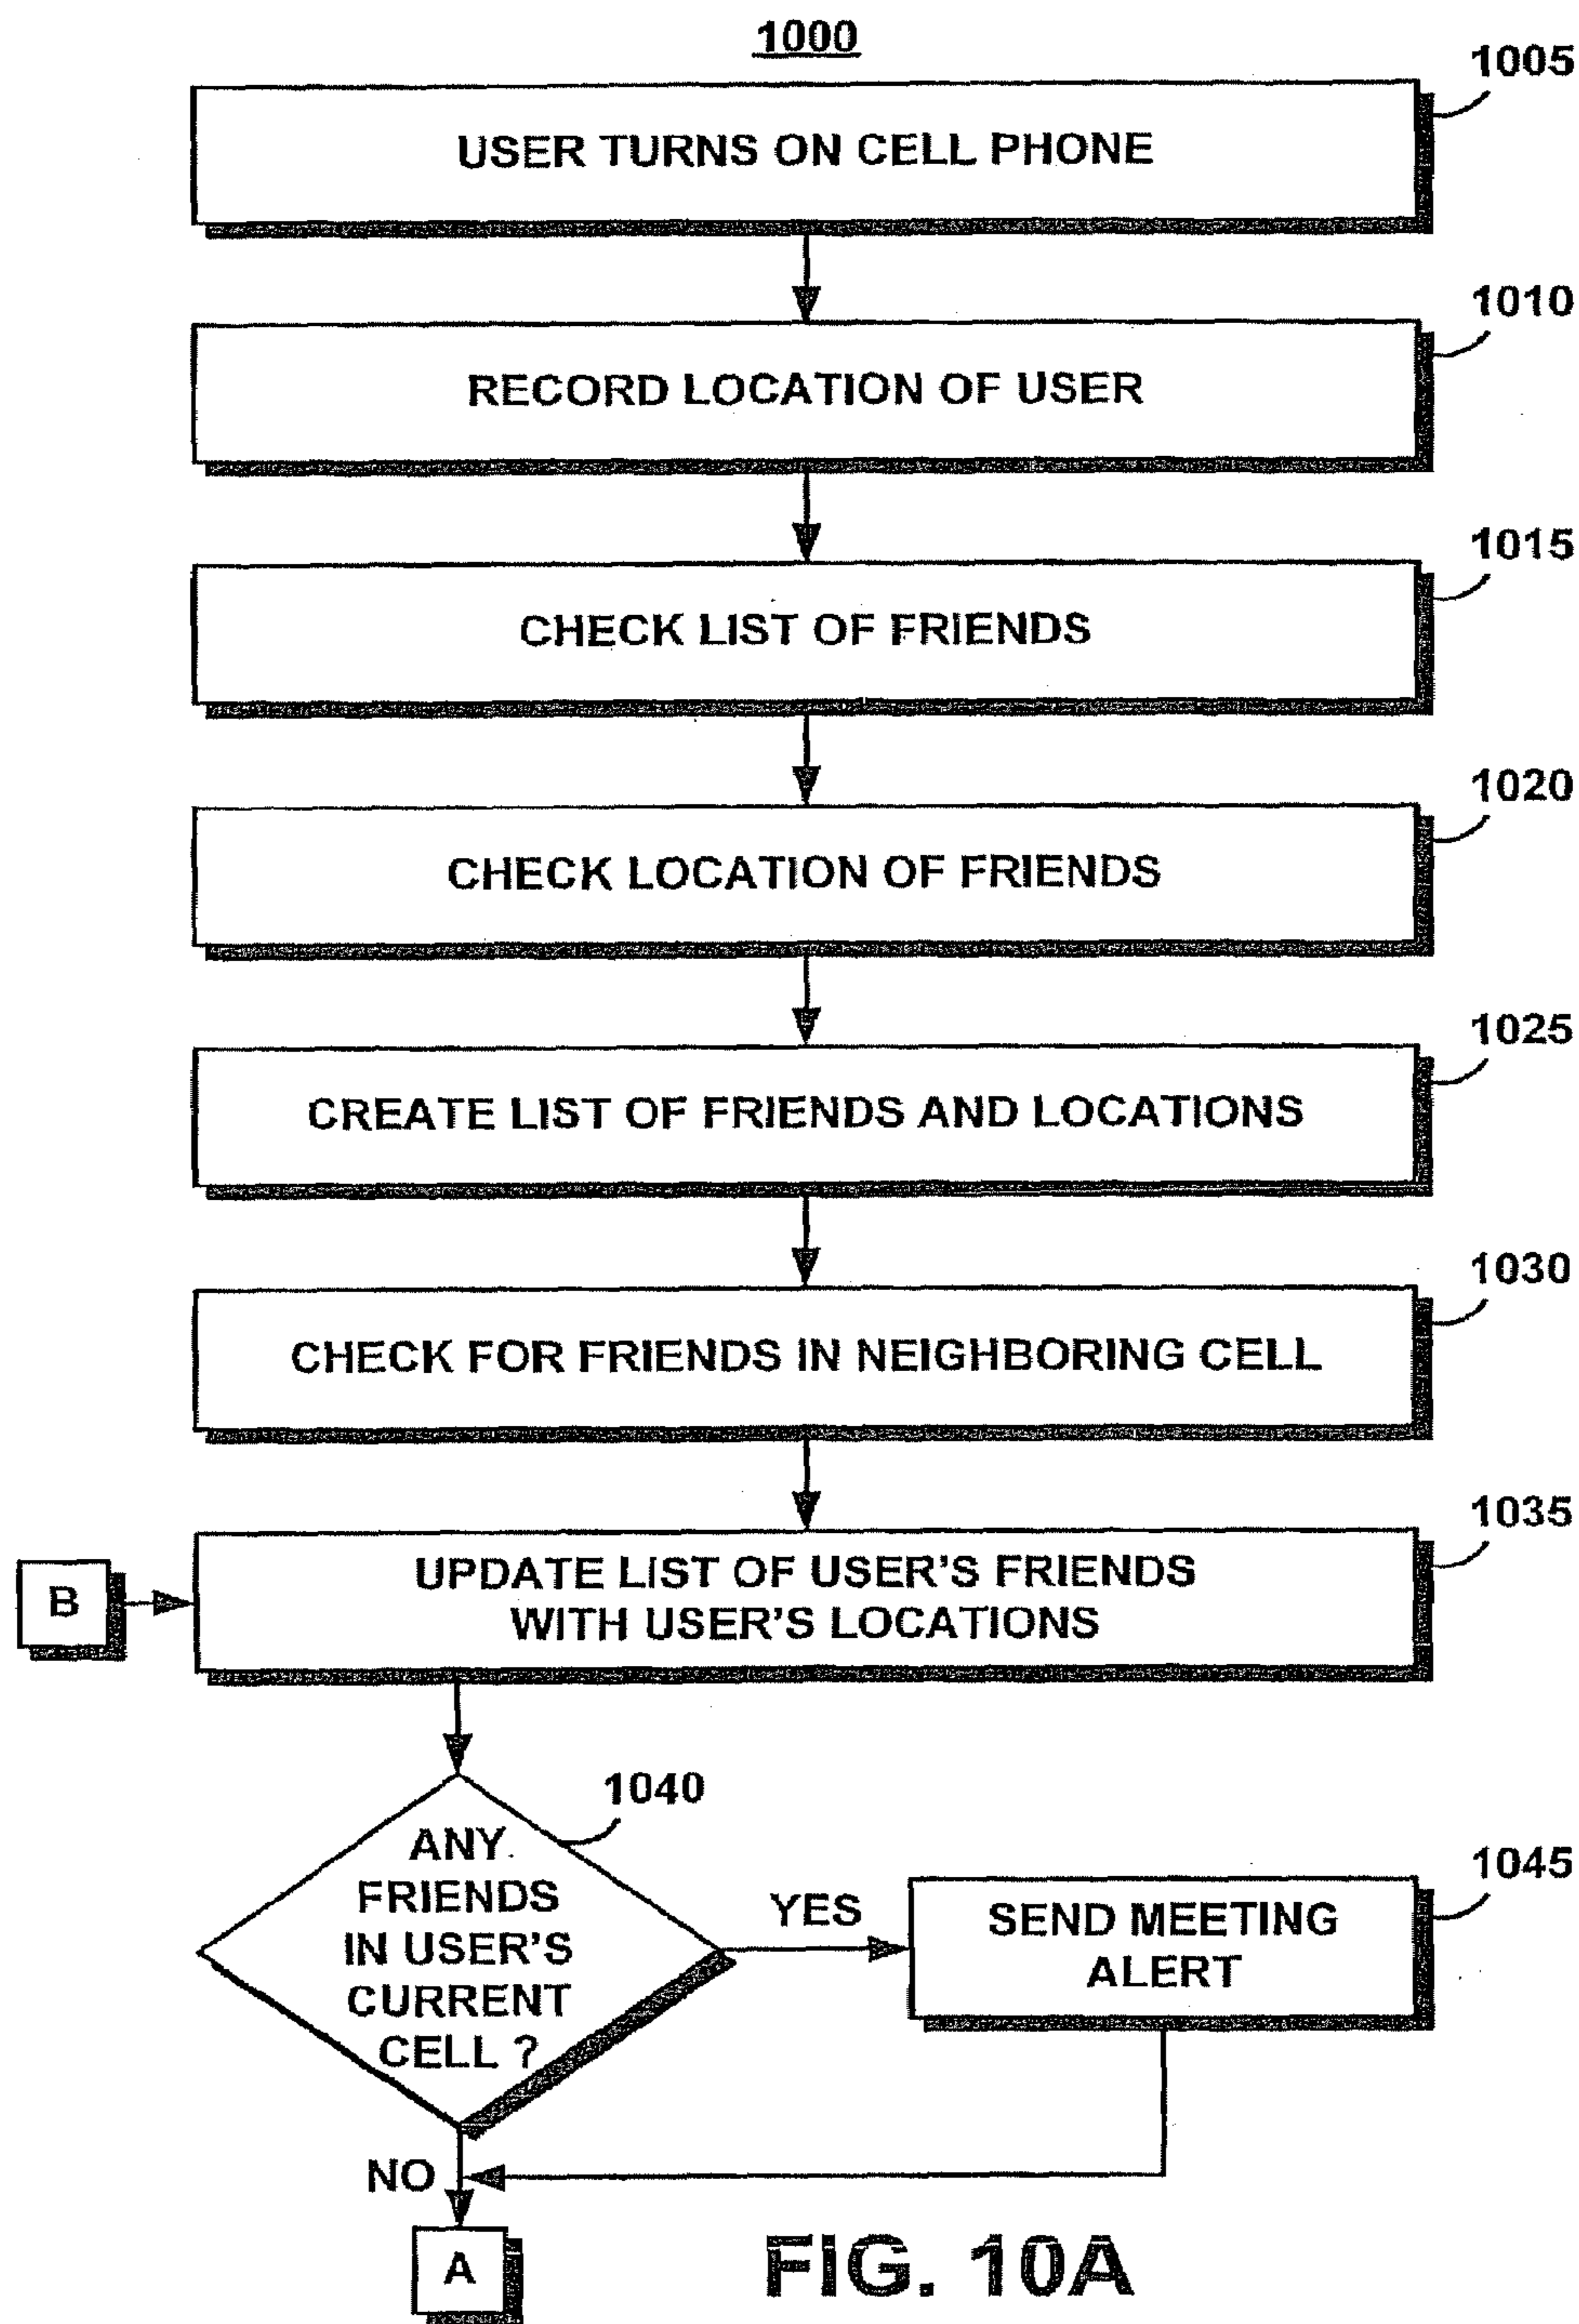 1000
1005
USER TURNS ON CELL PHONE
1010
RECORD LOCATION OF USER
1015
CHECK LIST OF FRIENDS
1020
CHECK LOCATION OF FRIENDS
1025
CREATE LIST OF FRIENDS AND LOCATIONS
1030
CHECK FOR FRIENDS IN NEIGHBORING CELL
1035
B
UPDATE LIST OF USER'S FRIENDS
WITH USER'S LOCATIONS
1040
ANY
FRIENDS
IN USER'S
CURRENT
CELL ?
YES
1045
SEND MEETING
ALERT
NO
A
FIG. 10A